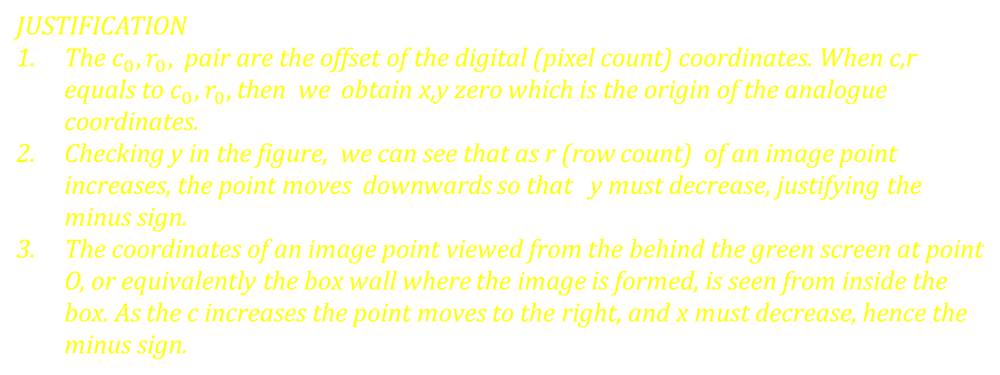 JUSTIFICATION
1. The c₀, r₀, pair are the offset of the digital (pixel count) coordinates. When c,r
equals to c₀, r₀, then we obtain x,y zero which is the origin of the analogue
coordinates.
2. Checking y in the figure, we can see that as r (row count) of an image point
increases, the point moves downwards so that y must decrease, justifying the
minus sign.
3. The coordinates of an image point viewed from the behind the green screen at point
O, or equivalently the box wall where the image is formed, is seen from inside the
box. As the c increases the point moves to the right, and x must decrease, hence the
minus sign.